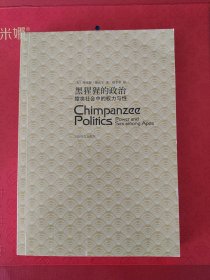 米娜
黑猩猩的政治
猿类社会中的权力与性
Chimpanzee
Politics
Power and
Sex among Apes